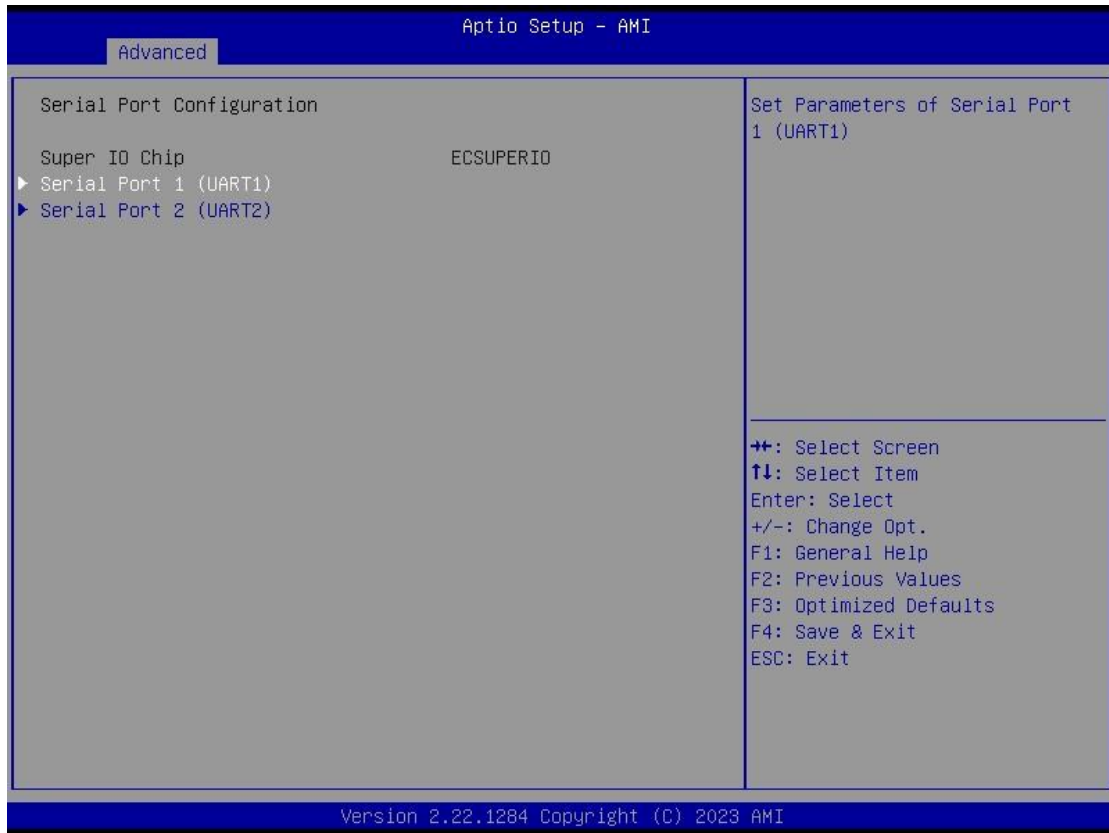 Aptio Setup – AMI
Advanced
Serial Port Configuration
Super IO Chip ECSUPERIO
▶ Serial Port 1 (UART1)
▶ Serial Port 2 (UART2)
Set Parameters of Serial Port
1 (UART1)
→←: Select Screen
↑↓: Select Item
Enter: Select
+/-: Change Opt.
F1: General Help
F2: Previous Values
F3: Optimized Defaults
F4: Save & Exit
ESC: Exit
Version 2.22.1284 Copyright (C) 2023 AMI